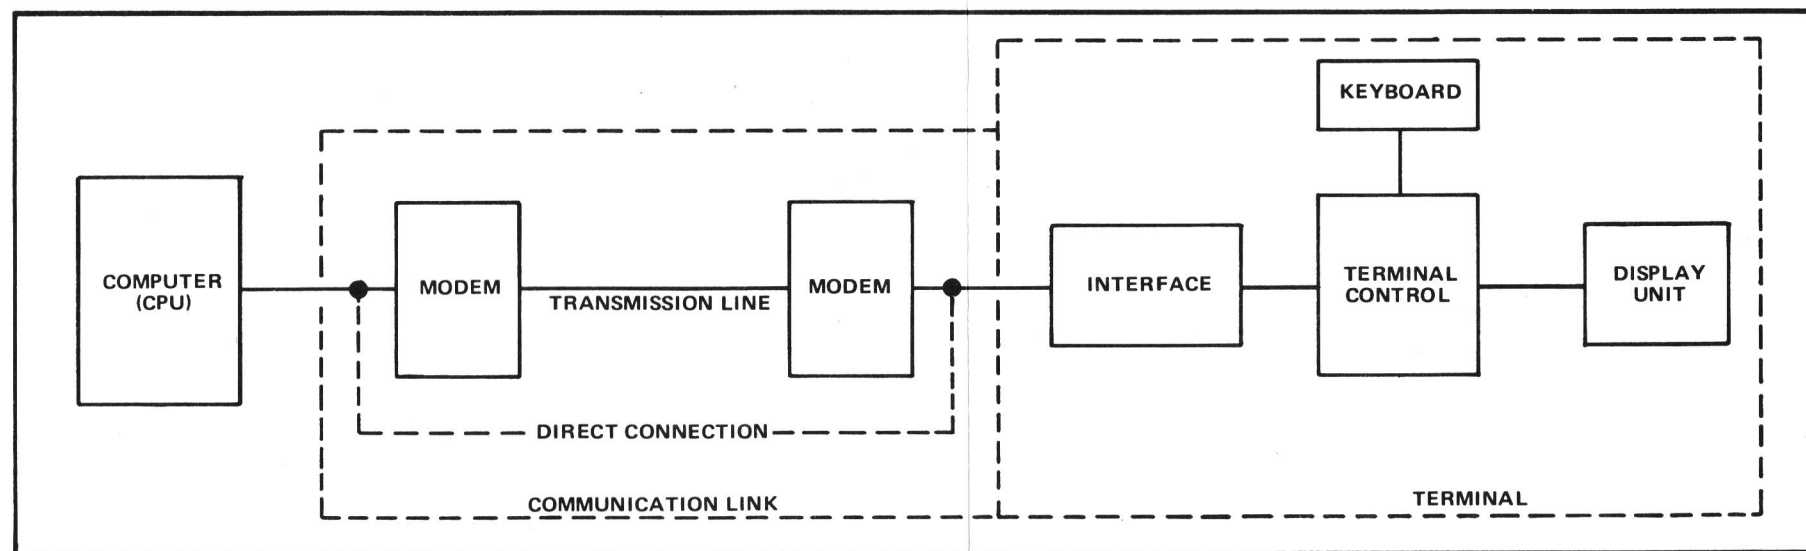 KEYBOARD
COMPUTER
(CPU)
MODEM
TRANSMISSION LINE
MODEM
INTERFACE
TERMINAL
CONTROL
DISPLAY
UNIT
DIRECT CONNECTION
COMMUNICATION LINK
TERMINAL